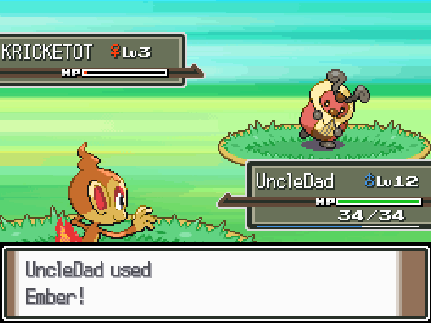 KRICKETOT ♀Lv3
HP
UncleDad ♂Lv12
HP
34/34
UncleDad used
Ember!